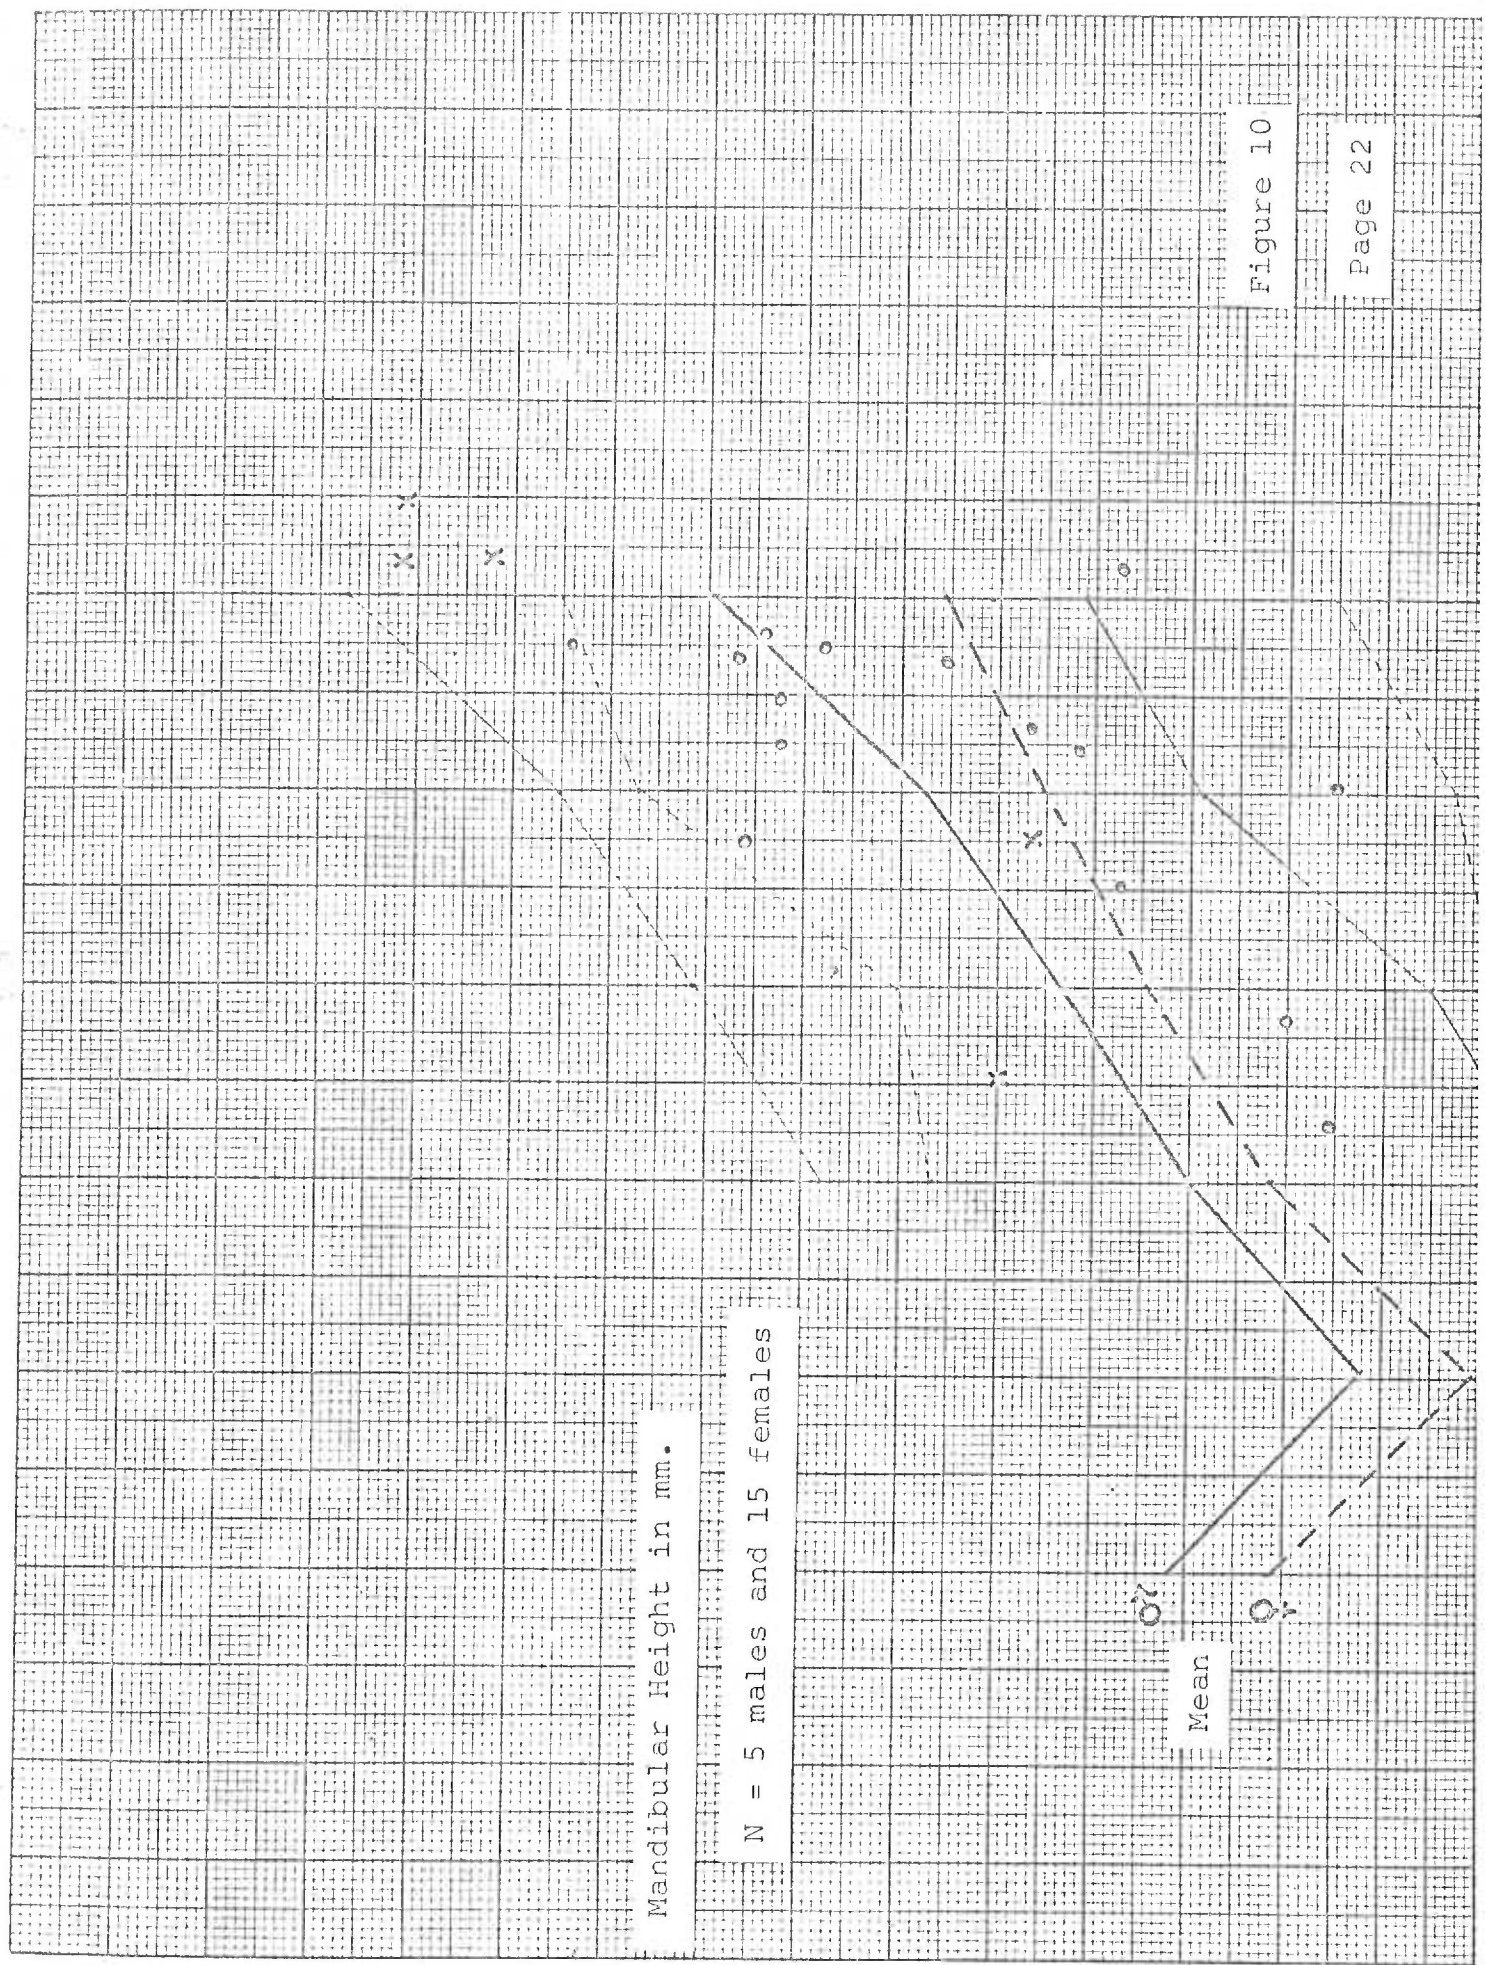 Mandibular Height in mm.
N = 5 males and 15 females
♂
♀
Mean
Figure 10
Page 22